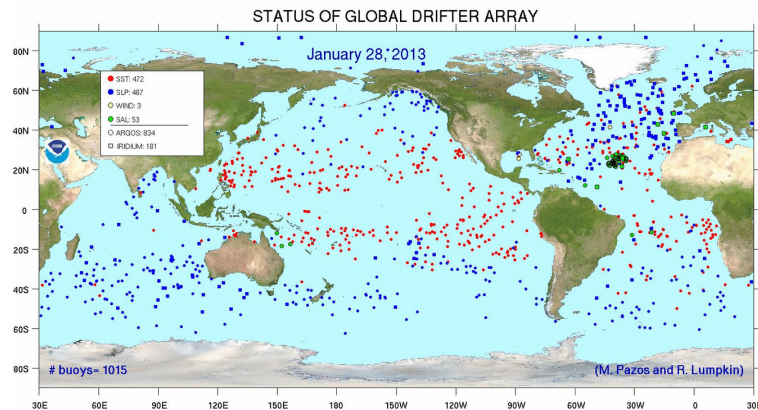 STATUS OF GLOBAL DRIFTER ARRAY
January 28, 2013
80N
60N
40N
20N
0
20S
40S
60S
80S
SST: 472
SLP: 487
WIND: 3
SAL: 53
ARGOS: 834
IRIDIUM: 181
# buoys= 1015
(M. Pazos and R. Lumpkin)
30E 60E 90E 120E 150E 180 150W 120W 90W 60W 30W 0 30E